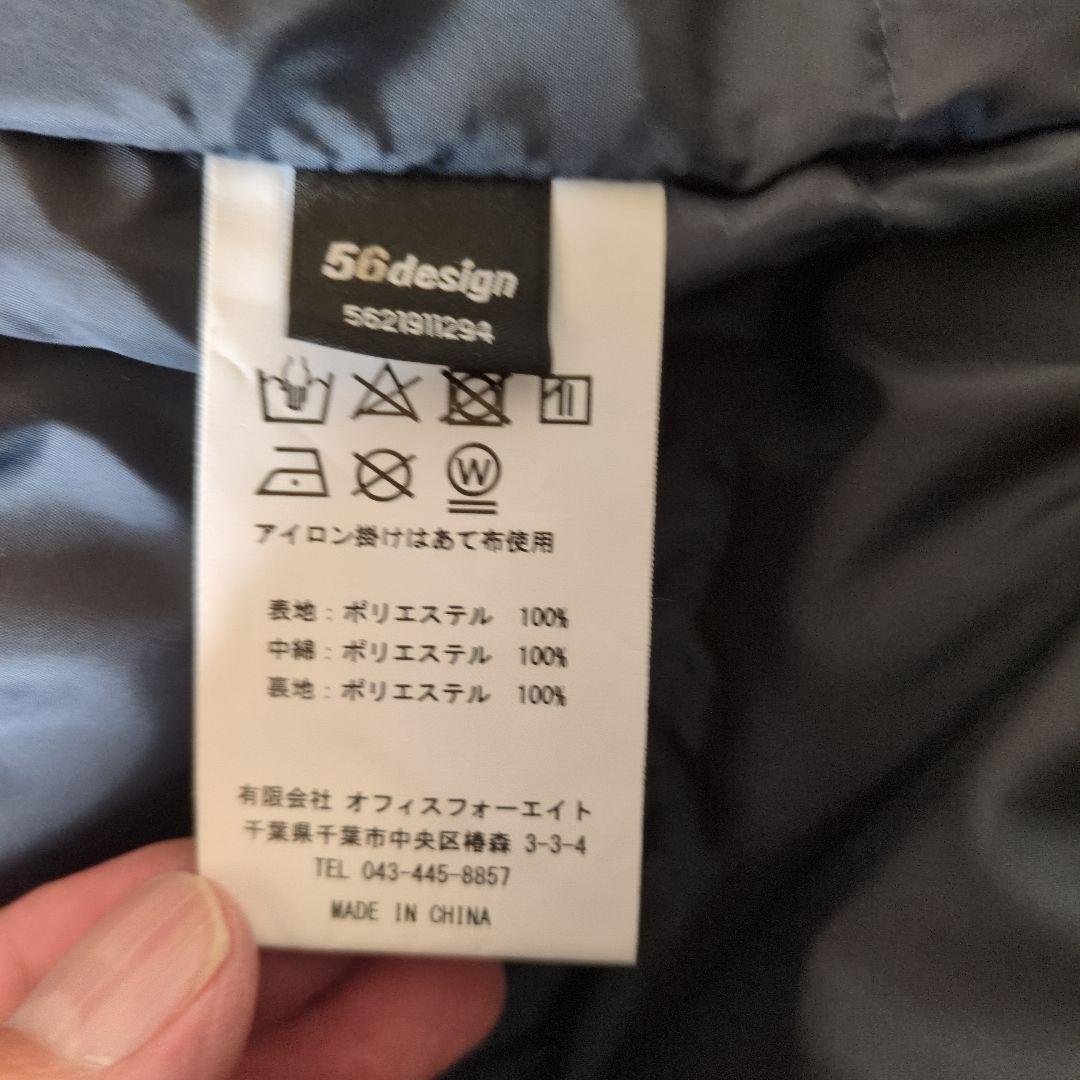 56design
5621911294
W
アイロン掛けはあて布使用
表地：ポリエステル 100%
中綿：ポリエステル 100%
裏地：ポリエステル 100%
有限会社 オフィスフォーエイト
千葉県千葉市中央区椿森 3-3-4
TEL 043-445-8857
MADE IN CHINA